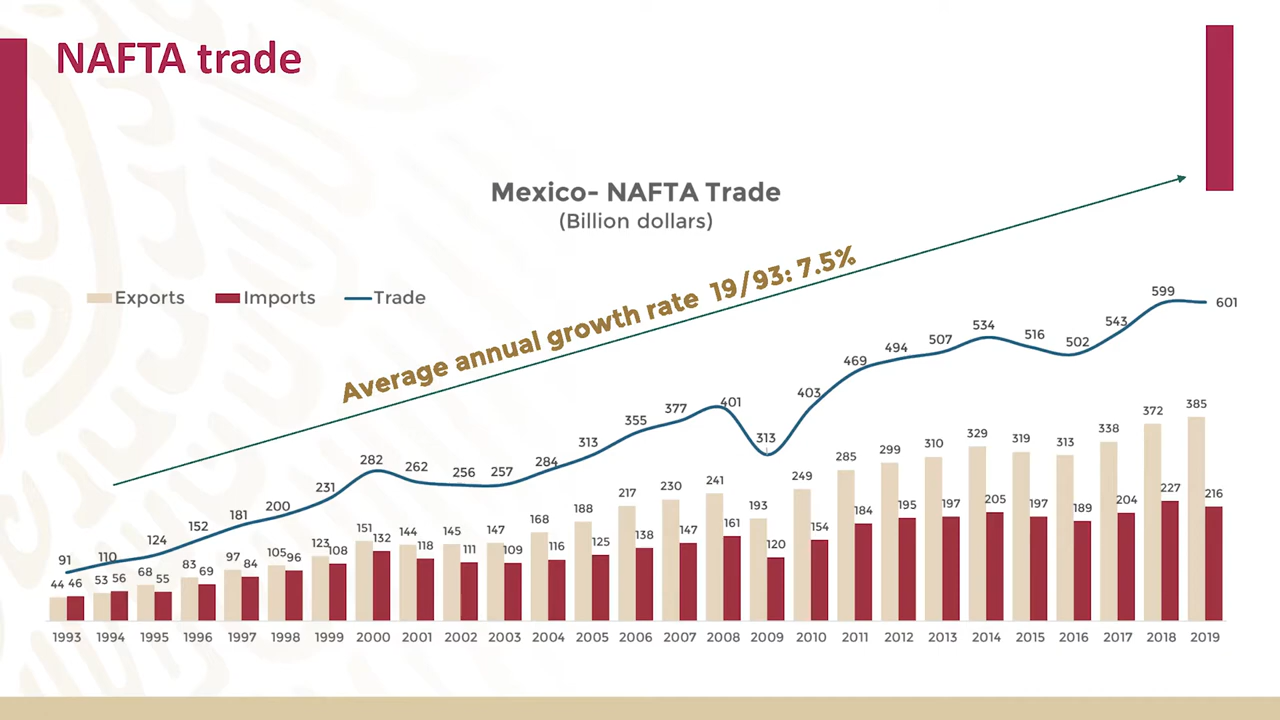 NAFTA trade
Mexico- NAFTA Trade
(Billion dollars)
Average annual growth rate 19/93: 7.5%
Exports Imports Trade
91 110 124 152 181 200 231 282 262 256 257 284 313 355 377 401 313 403 469 494 507 534 516 502 543 599 601
44 46 53 56 68 55 83 69 97 84 105 96 123 108 151 132 144 118 145 111 147 109 168 116 188 125 217 138 230 147 241 161 193 120 249 154 285 184 299 195 310 197 329 205 319 197 313 189 338 204 372 227 385 216
1993 1994 1995 1996 1997 1998 1999 2000 2001 2002 2003 2004 2005 2006 2007 2008 2009 2010 2011 2012 2013 2014 2015 2016 2017 2018 2019